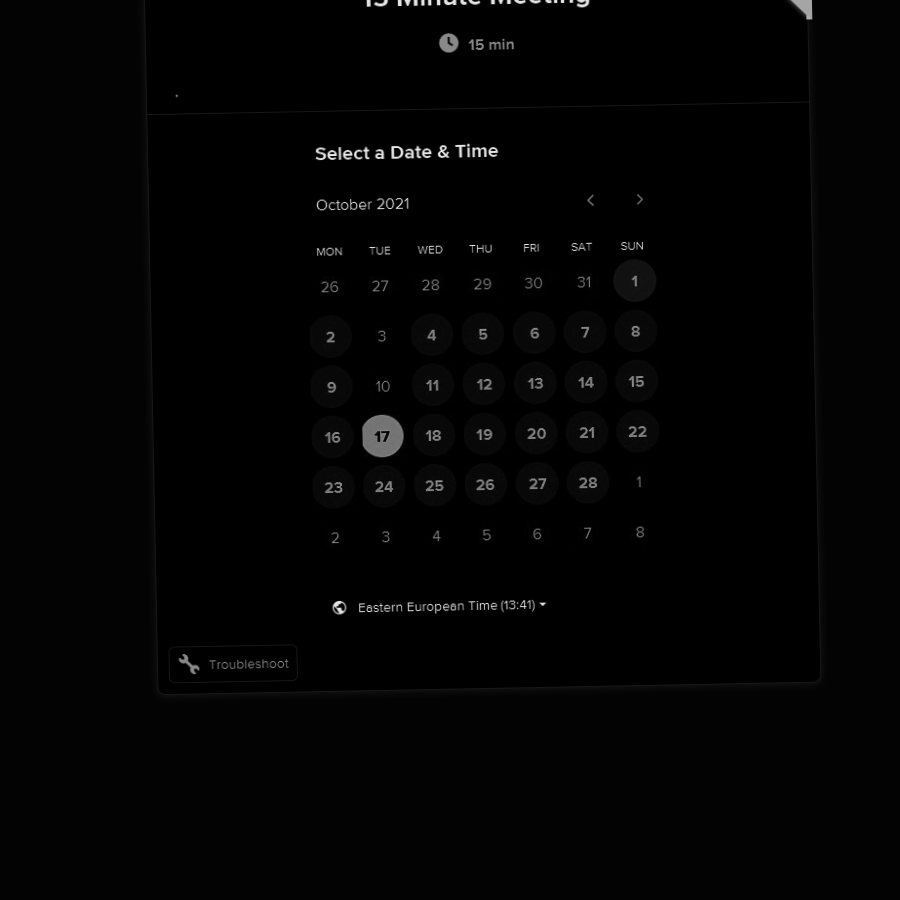 15 Minute Meeting
15 min
Select a Date & Time
October 2021
MON TUE WED THU FRI SAT SUN
26 27 28 29 30 31 1
2 3 4 5 6 7 8
9 10 11 12 13 14 15
16 17 18 19 20 21 22
23 24 25 26 27 28 1
2 3 4 5 6 7 8
Eastern European Time (13:41)
Troubleshoot